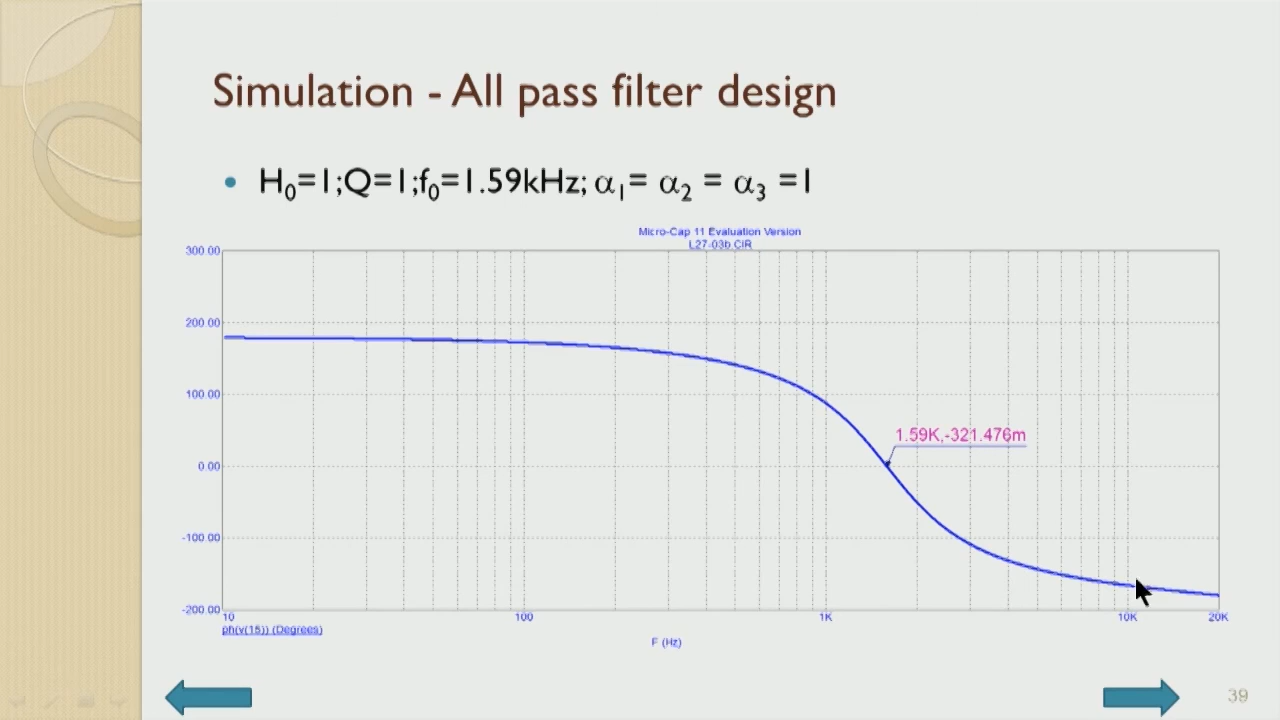 Simulation - All pass filter design
• H₀=1;Q=1;f₀=1.59kHz; α₁= α₂ = α₃ =1
Micro-Cap 11 Evaluation Version
L27-03b.CIR
300.00
200.00
100.00
1.59K,-321.476m
0.00
-100.00
-200.00
10 100 1K 10K 20K
ph(v(15)) (Degrees)
F (Hz)
39